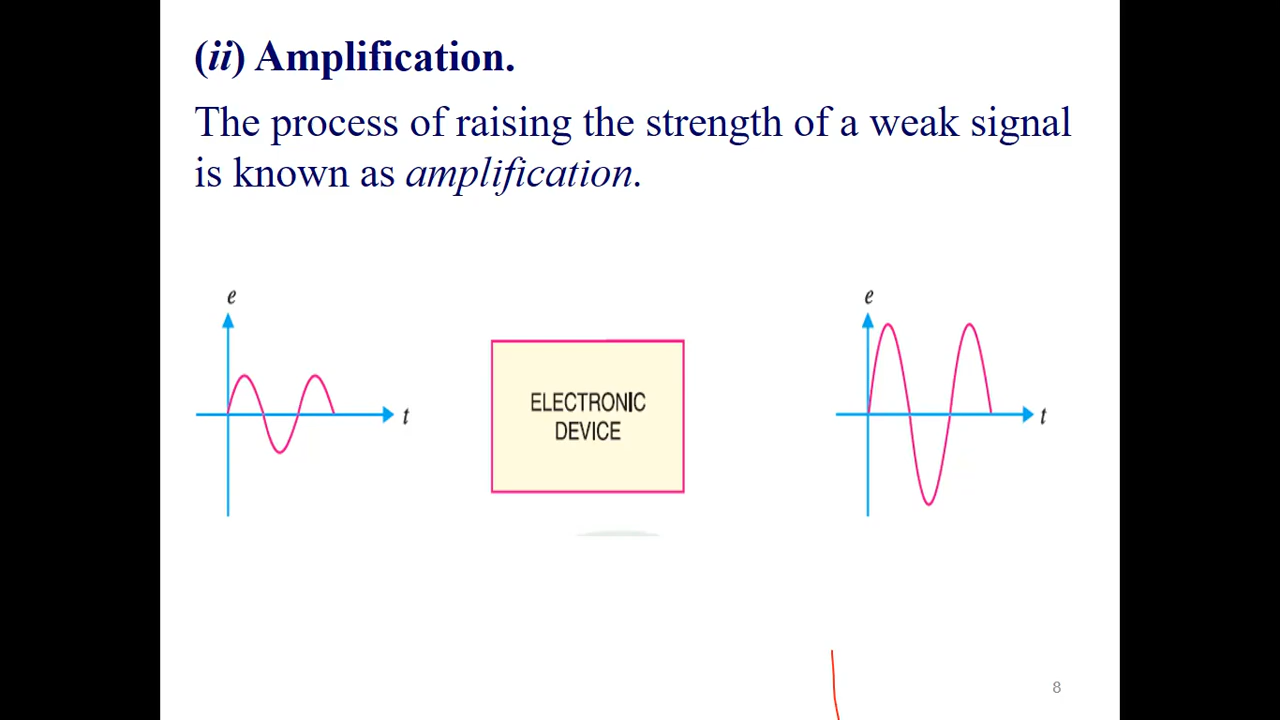 (ii) Amplification.
The process of raising the strength of a weak signal
is known as amplification.
e
e
ELECTRONIC
DEVICE
t
t
8